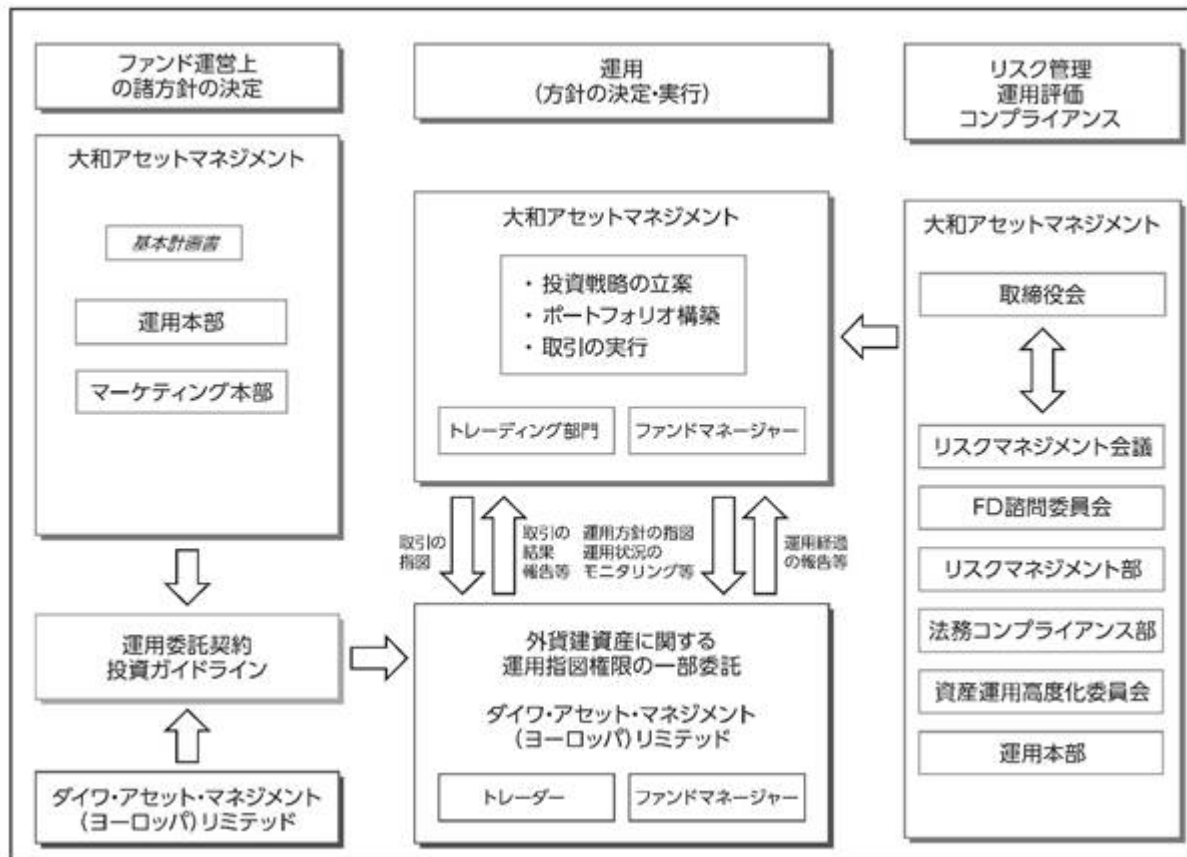 ファンド運営上
の諸方針の決定
大和アセットマネジメント
基本計画書
運用本部
マーケティング本部
運用委託契約
投資ガイドライン
ダイワ・アセット・マネジメント
(ヨーロッパ)リミテッド
運用
(方針の決定・実行)
大和アセットマネジメント
・ 投資戦略の立案
・ ポートフォリオ構築
・ 取引の実行
トレーディング部門
ファンドマネージャー
取引の
指図
取引の
結果
報告等
運用方針の指図
運用状況の
モニタリング等
運用経過
の報告等
外貨建資産に関する
運用指図権限の一部委託
ダイワ・アセット・マネジメント
(ヨーロッパ)リミテッド
トレーダー
ファンドマネージャー
リスク管理
運用評価
コンプライアンス
大和アセットマネジメント
取締役会
リスクマネジメント会議
FD諮問委員会
リスクマネジメント部
法務コンプライアンス部
資産運用高度化委員会
運用本部